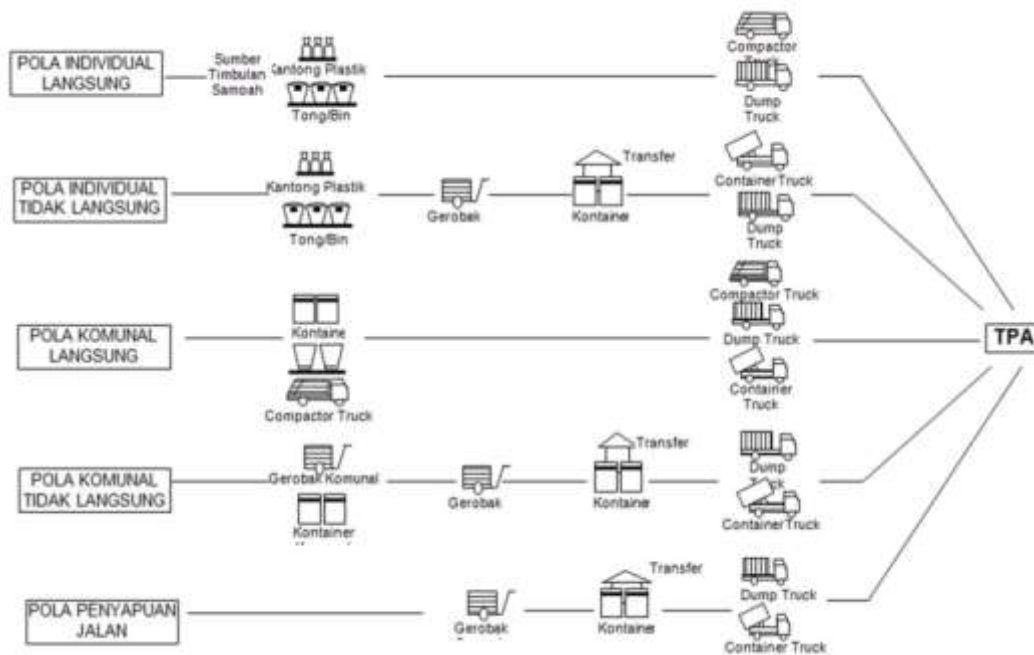 POLA INDIVIDUAL
LANGSUNG
Sumber
Timbulan
Samoah
Kantong Plastik
Tong/Bin
Compactor
Dump
Truck
POLA INDIVIDUAL
TIDAK LANGSUNG
Kantong Plastik
Tong/Bin
Gerobak
Transfer
Kontainer
Container Truck
Dump
Truck
POLA KOMUNAL
LANGSUNG
Kontaine
Compactor Truck
Compactor Truck
Dump Truck
Container
Truck
TPA
POLA KOMUNAL
TIDAK LANGSUNG
Gerobak Komunal
Kontainer
Gerobak
Transfer
Kontainer
Dump
Container Truck
POLA PENYAPUAN
JALAN
Gerobak
Transfer
Kontainer
Dump Truck
Container Truck